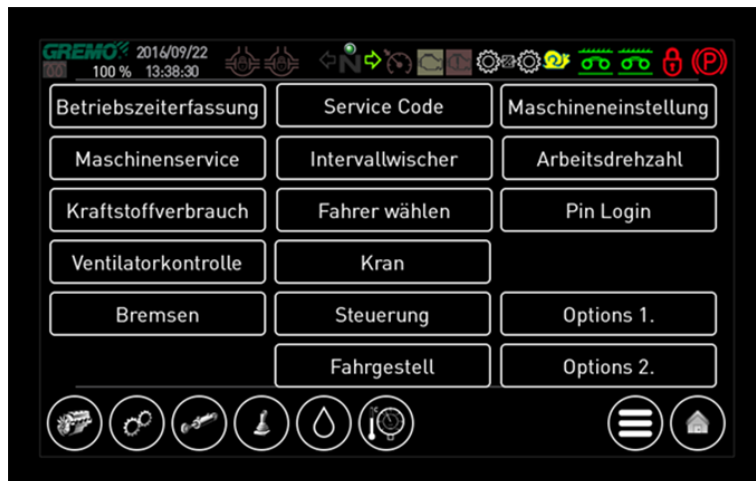 GREMO 2016/09/22
100 % 13:38:30
N
P
Betriebszeiterfassung Service Code Maschineneinstellung
Maschinenservice Intervallwischer Arbeitsdrehzahl
Kraftstoffverbrauch Fahrer wählen Pin Login
Ventilatorkontrolle Kran
Bremsen Steuerung Options 1.
Fahrgestell Options 2.
°C